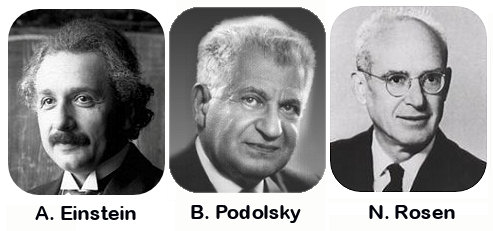 A. Einstein
B. Podolsky
N. Rosen